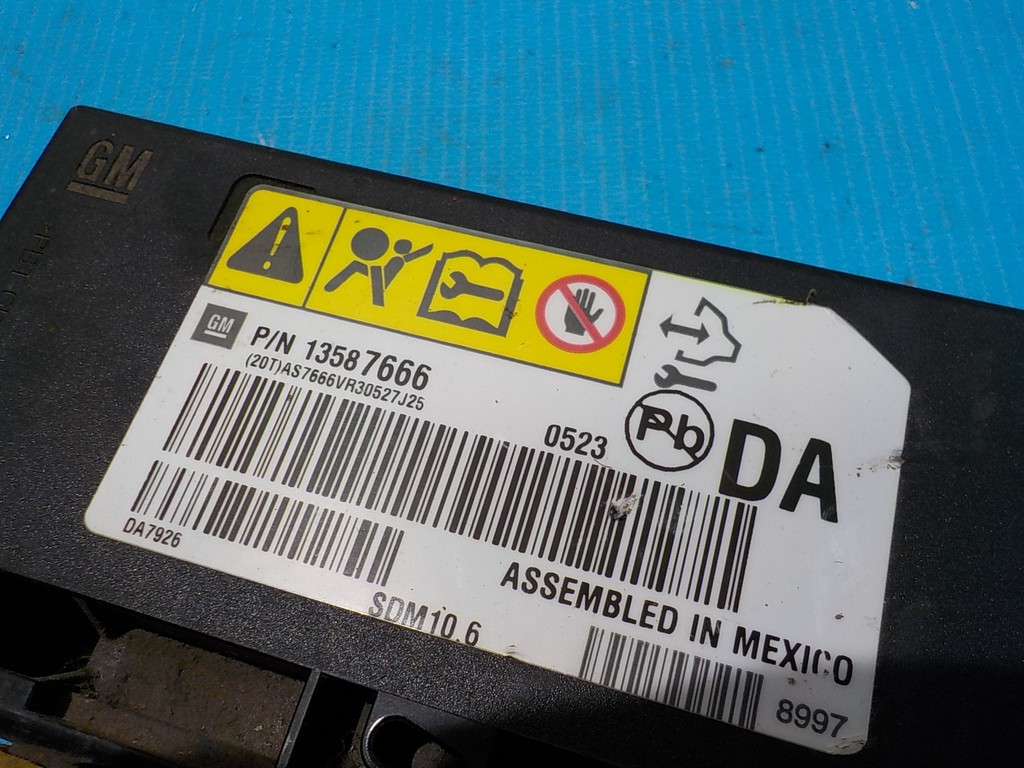 GM
GM
P/N 13587666
(20T)AS7666VR30527J25
0523
Pb
DA
DA7926
ASSEMBLED IN MEXICO
SDM10.6
8997